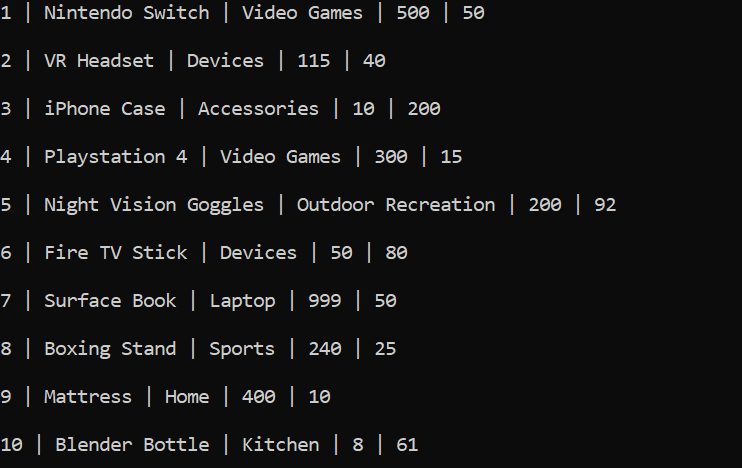 1 | Nintendo Switch | Video Games | 500 | 50
2 | VR Headset | Devices | 115 | 40
3 | iPhone Case | Accessories | 10 | 200
4 | Playstation 4 | Video Games | 300 | 15
5 | Night Vision Goggles | Outdoor Recreation | 200 | 92
6 | Fire TV Stick | Devices | 50 | 80
7 | Surface Book | Laptop | 999 | 50
8 | Boxing Stand | Sports | 240 | 25
9 | Mattress | Home | 400 | 10
10 | Blender Bottle | Kitchen | 8 | 61